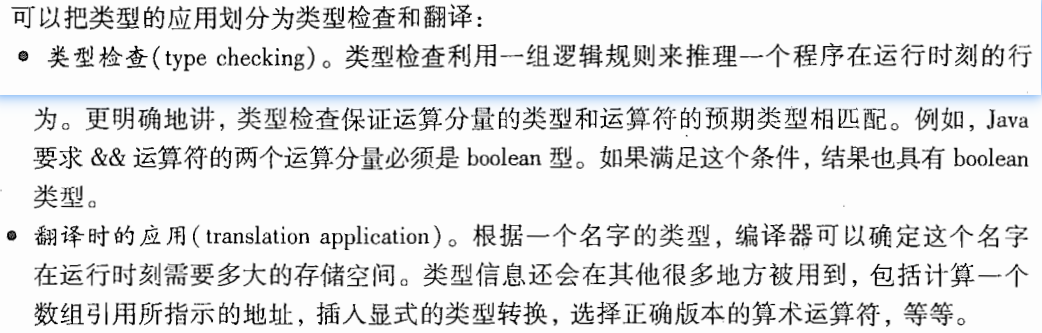 可以把类型的应用划分为类型检查和翻译：
● 类型检查(type checking)。类型检查利用一组逻辑规则来推理一个程序在运行时刻的行
为。更明确地讲，类型检查保证运算分量的类型和运算符的预期类型相匹配。例如，Java
要求 && 运算符的两个运算分量必须是 boolean 型。如果满足这个条件，结果也具有 boolean
类型。
● 翻译时的应用(translation application)。根据一个名字的类型，编译器可以确定这个名字
在运行时刻需要多大的存储空间。类型信息还会在其他很多地方被用到，包括计算一个
数组引用所指示的地址，插入显式的类型转换，选择正确版本的算术运算符，等等。